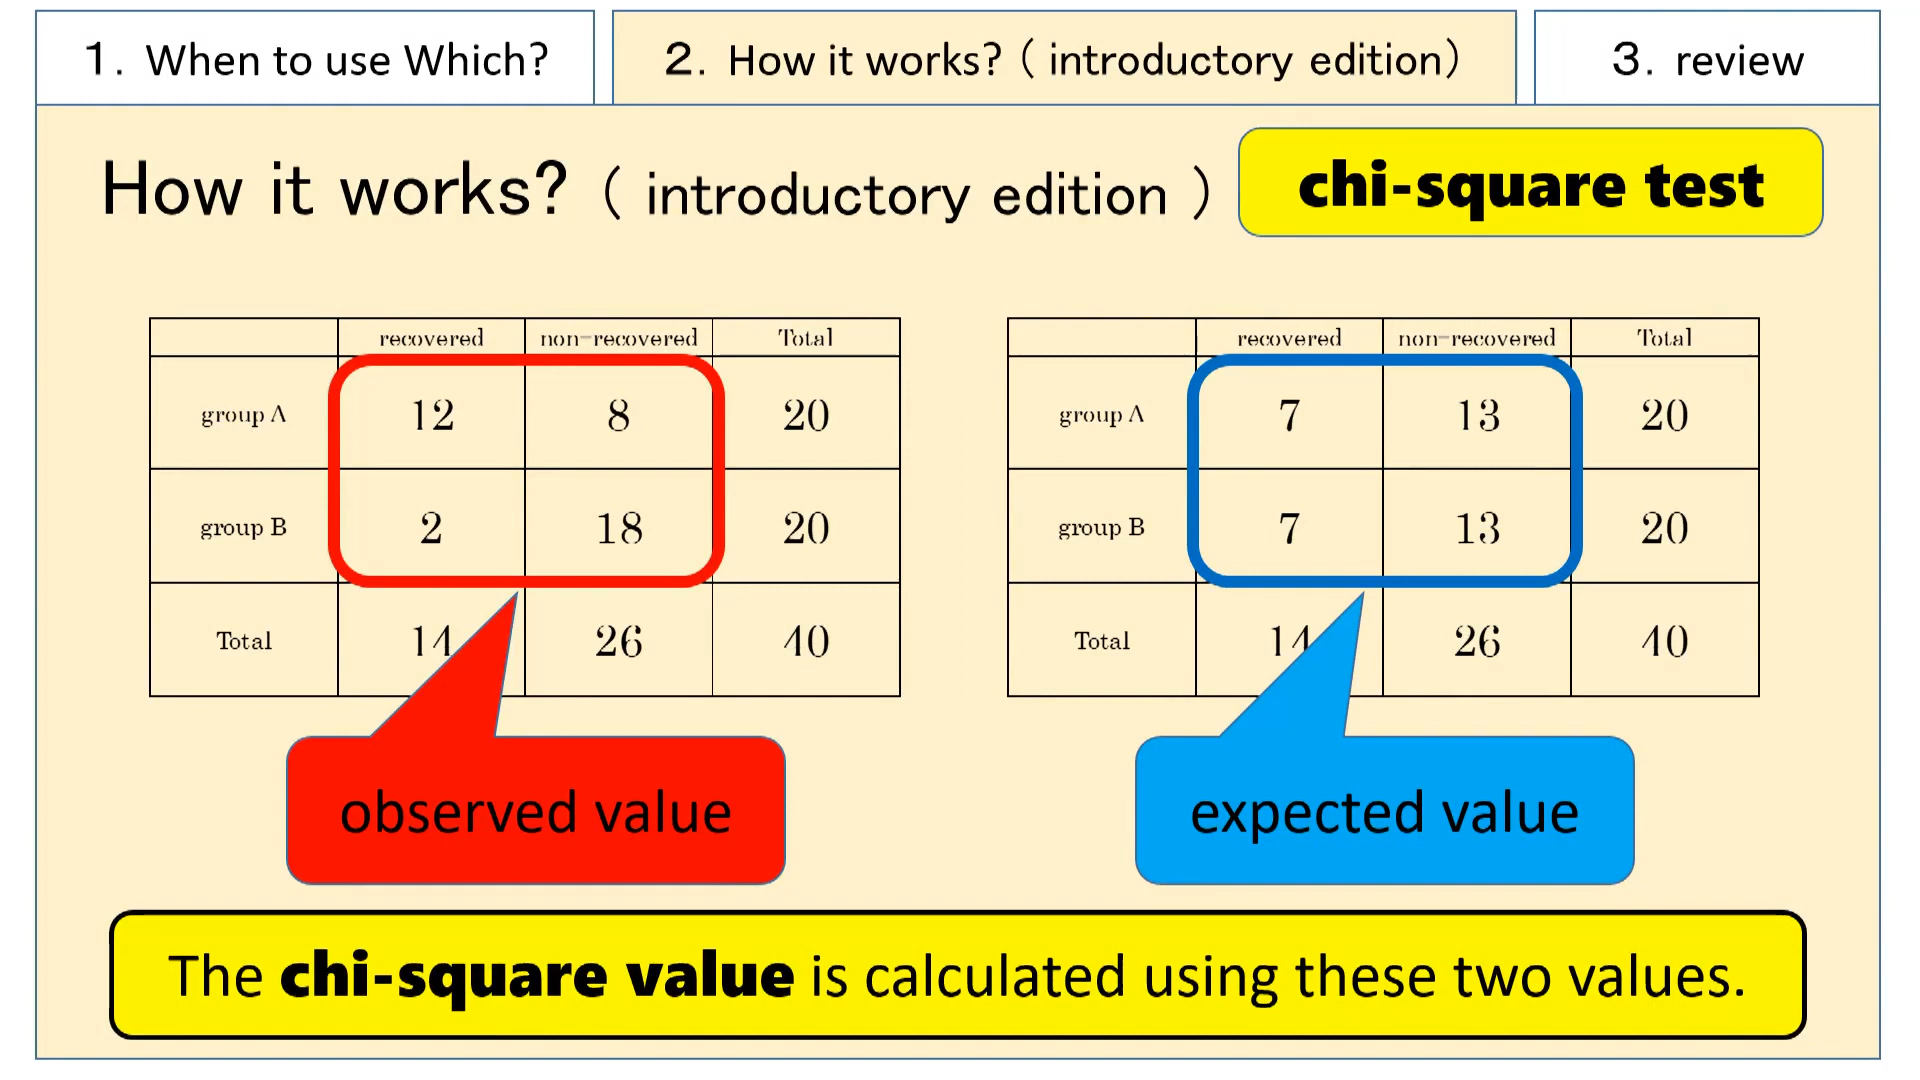 1. When to use Which?
2. How it works? ( introductory edition)
3. review
How it works? ( introductory edition )
chi-square test
recovered non-recovered Total
group A 12 8 20
group B 2 18 20
Total 14 26 40
recovered non-recovered Total
group A 7 13 20
group B 7 13 20
Total 14 26 40
observed value
expected value
The chi-square value is calculated using these two values.